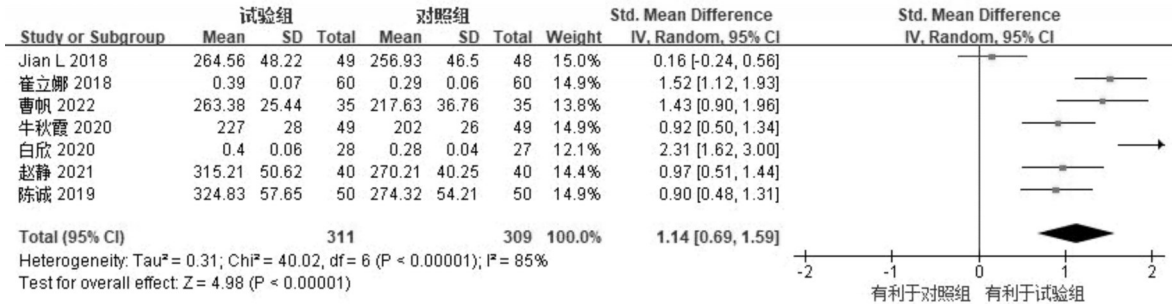 试验组 对照组 Std. Mean Difference Std. Mean Difference
Study or Subgroup Mean SD Total Mean SD Total Weight IV, Random, 95% CI IV, Random, 95% CI
Jian L 2018 264.56 48.22 49 256.93 46.5 48 15.0% 0.16 [-0.24, 0.56]
崔立娜 2018 0.39 0.07 60 0.29 0.06 60 15.0% 1.52 [1.12, 1.93]
曹帆 2022 263.38 25.44 35 217.63 36.76 35 13.8% 1.43 [0.90, 1.96]
牛秋霞 2020 227 28 49 202 26 49 14.9% 0.92 [0.50, 1.34]
白欣 2020 0.4 0.06 28 0.28 0.04 27 12.1% 2.31 [1.62, 3.00]
赵静 2021 315.21 50.62 40 270.21 40.25 40 14.4% 0.97 [0.51, 1.44]
陈诚 2019 324.83 57.65 50 274.32 54.21 50 14.9% 0.90 [0.48, 1.31]
Total (95% CI) 311 309 100.0% 1.14 [0.69, 1.59]
Heterogeneity: Tau² = 0.31; Chi² = 40.02, df = 6 (P < 0.00001); I² = 85%
Test for overall effect: Z = 4.98 (P < 0.00001)
-2 -1 0 1 2
有利于对照组 有利于试验组